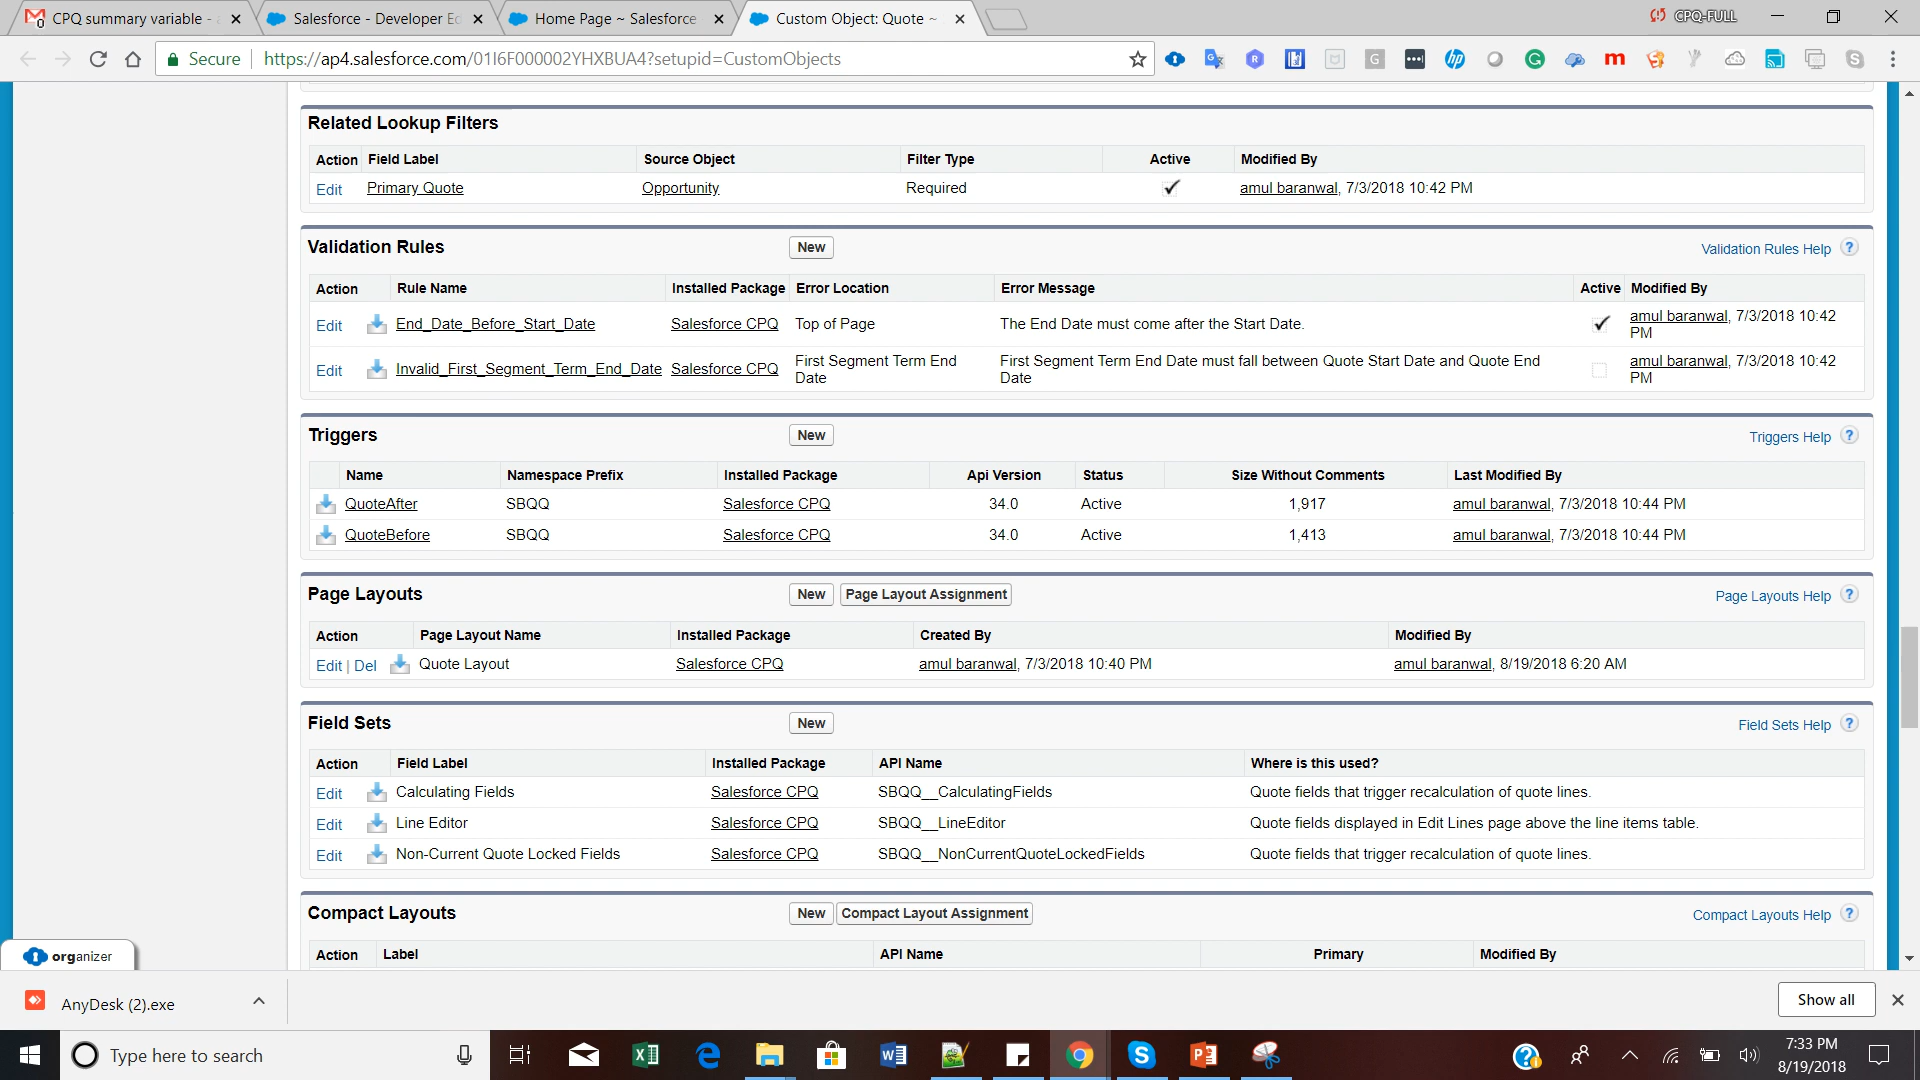 CPQ summary variable - a
Salesforce - Developer Ed
Home Page ~ Salesforce
Custom Object: Quote ~
CPQ-FULL
Secure
https://ap4.salesforce.com/01I6F000002YHXBUA4?setupid=CustomObjects
Related Lookup Filters
Action Field Label Source Object Filter Type Active Modified By
Edit Primary Quote Opportunity Required amul baranwal, 7/3/2018 10:42 PM
Validation Rules New Validation Rules Help ?
Action Rule Name Installed Package Error Location Error Message Active Modified By
Edit End_Date_Before_Start_Date Salesforce CPQ Top of Page The End Date must come after the Start Date. amul baranwal, 7/3/2018 10:42
PM
Edit Invalid_First_Segment_Term_End_Date Salesforce CPQ First Segment Term End First Segment Term End Date must fall between Quote Start Date and Quote End amul baranwal, 7/3/2018 10:42
Date Date PM
Triggers New Triggers Help ?
Name Namespace Prefix Installed Package Api Version Status Size Without Comments Last Modified By
QuoteAfter SBQQ Salesforce CPQ 34.0 Active 1,917 amul baranwal, 7/3/2018 10:44 PM
QuoteBefore SBQQ Salesforce CPQ 34.0 Active 1,413 amul baranwal, 7/3/2018 10:44 PM
Page Layouts New Page Layout Assignment Page Layouts Help ?
Action Page Layout Name Installed Package Created By Modified By
Edit | Del Quote Layout Salesforce CPQ amul baranwal, 7/3/2018 10:40 PM amul baranwal, 8/19/2018 6:20 AM
Field Sets New Field Sets Help ?
Action Field Label Installed Package API Name Where is this used?
Edit Calculating Fields Salesforce CPQ SBQQ__CalculatingFields Quote fields that trigger recalculation of quote lines.
Edit Line Editor Salesforce CPQ SBQQ__LineEditor Quote fields displayed in Edit Lines page above the line items table.
Edit Non-Current Quote Locked Fields Salesforce CPQ SBQQ__NonCurrentQuoteLockedFields Quote fields that trigger recalculation of quote lines.
Compact Layouts New Compact Layout Assignment Compact Layouts Help ?
Action Label API Name Primary Modified By
organizer
AnyDesk (2).exe
Show all
Type here to search
7:33 PM
8/19/2018